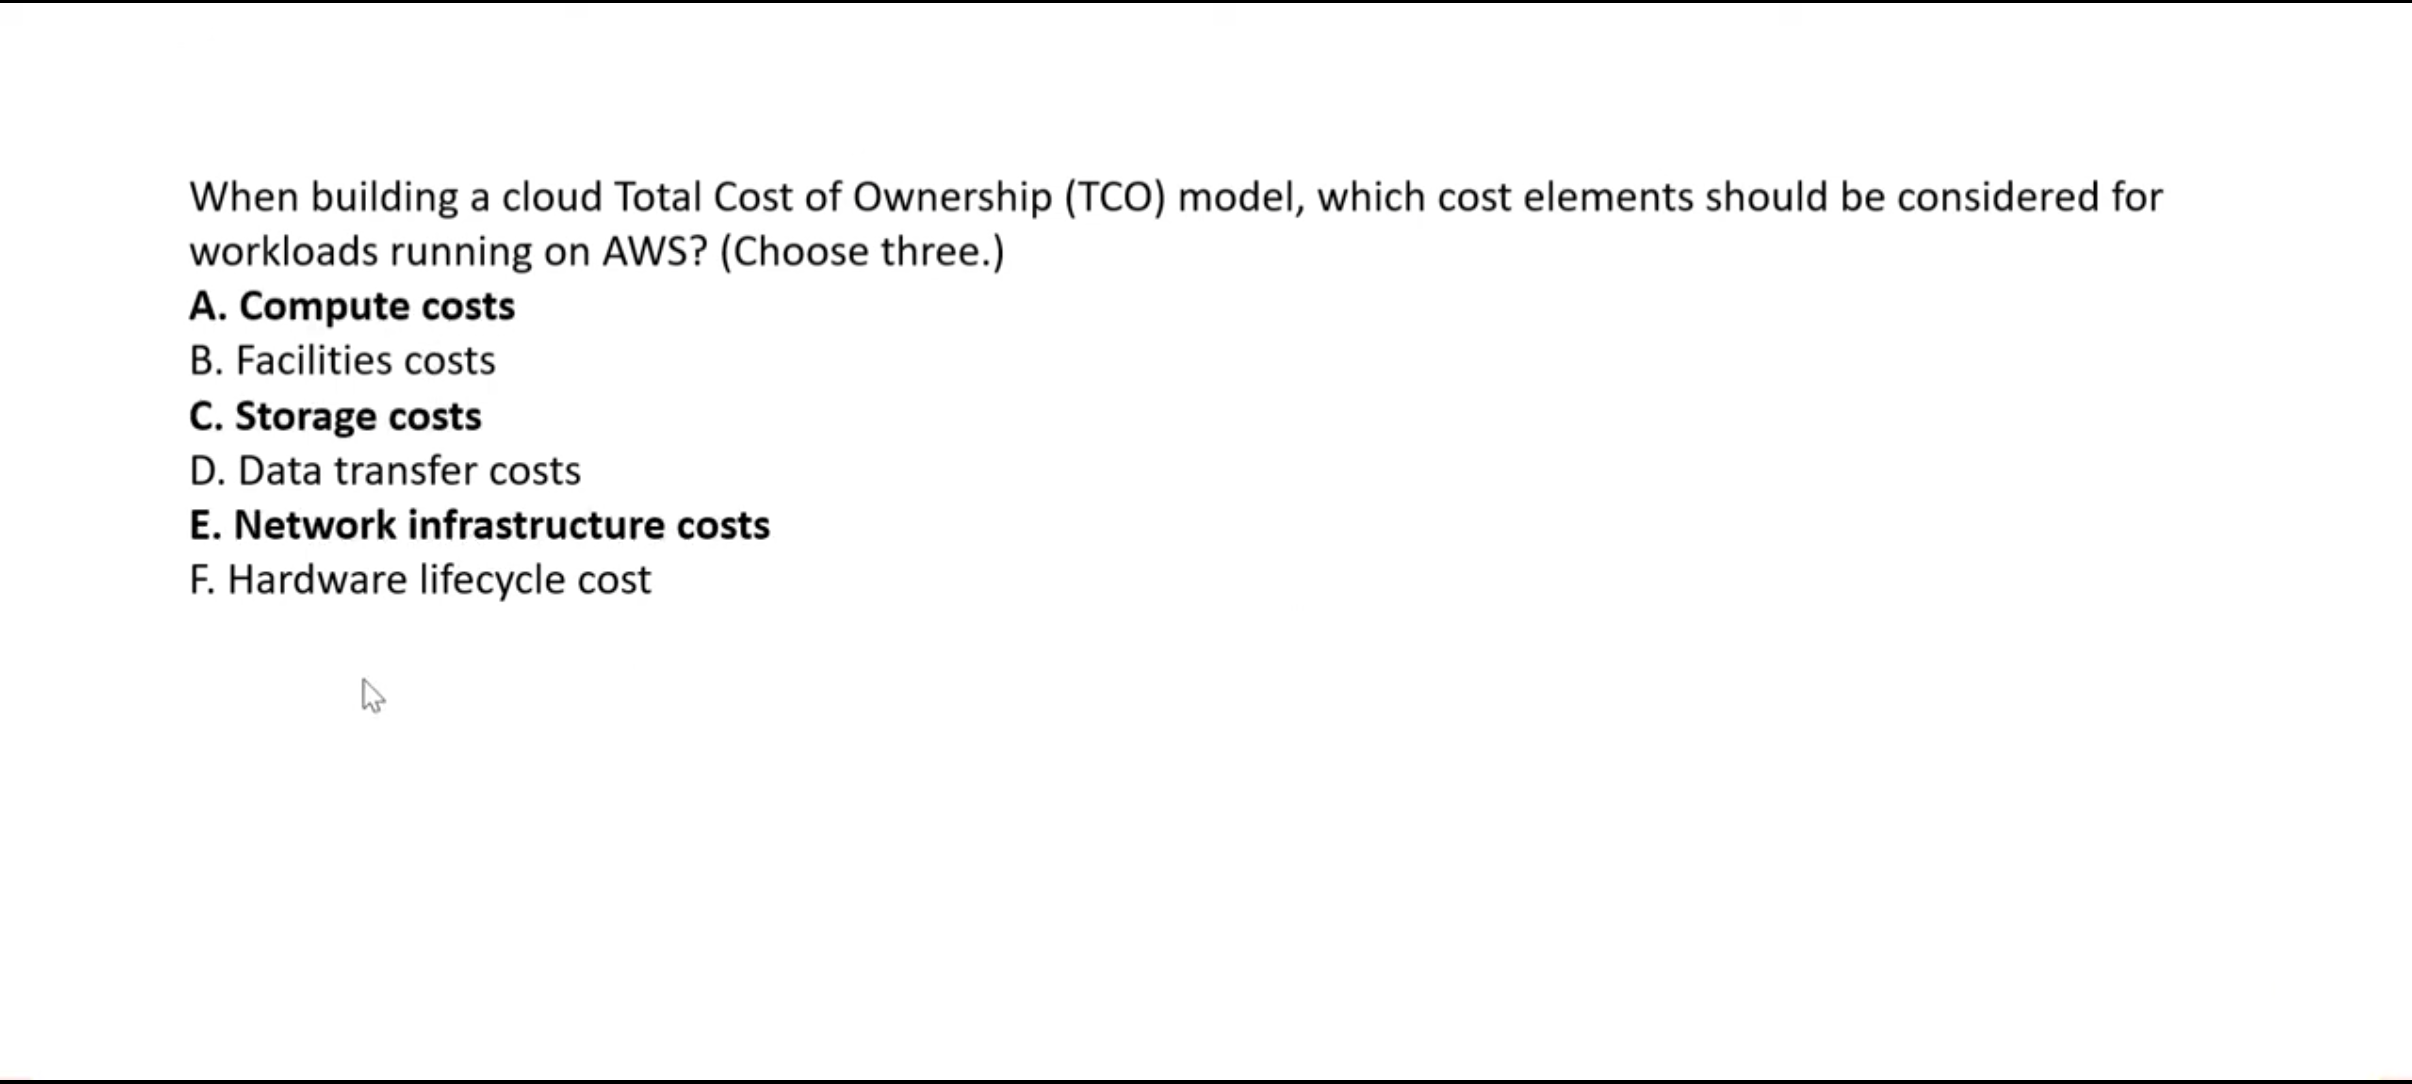 When building a cloud Total Cost of Ownership (TCO) model, which cost elements should be considered for
workloads running on AWS? (Choose three.)
A. Compute costs
B. Facilities costs
C. Storage costs
D. Data transfer costs
E. Network infrastructure costs
F. Hardware lifecycle cost